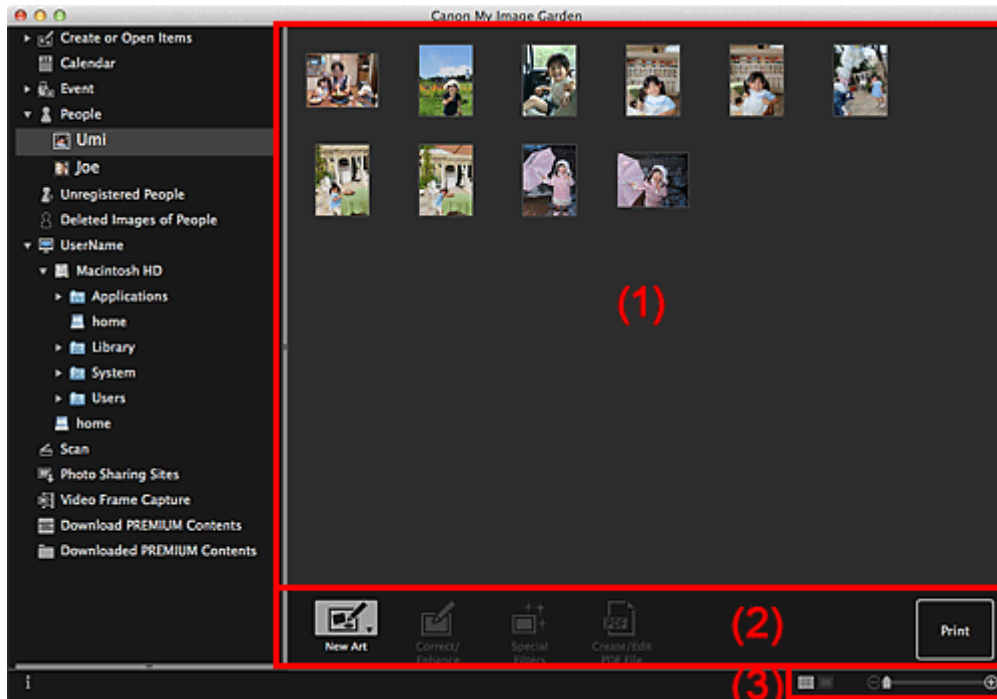 Canon My Image Garden
Create or Open Items
Calendar
Event
People
Umi
Joe
Unregistered People
Deleted Images of People
UserName
Macintosh HD
Applications
home
Library
System
Users
home
Scan
Photo Sharing Sites
Video Frame Capture
Download PREMIUM Contents
Downloaded PREMIUM Contents
(1)
New Art
Correct/
Enhance
Special
Filters
PDF
Create/Edit
PDF File
(2)
Print
(3)